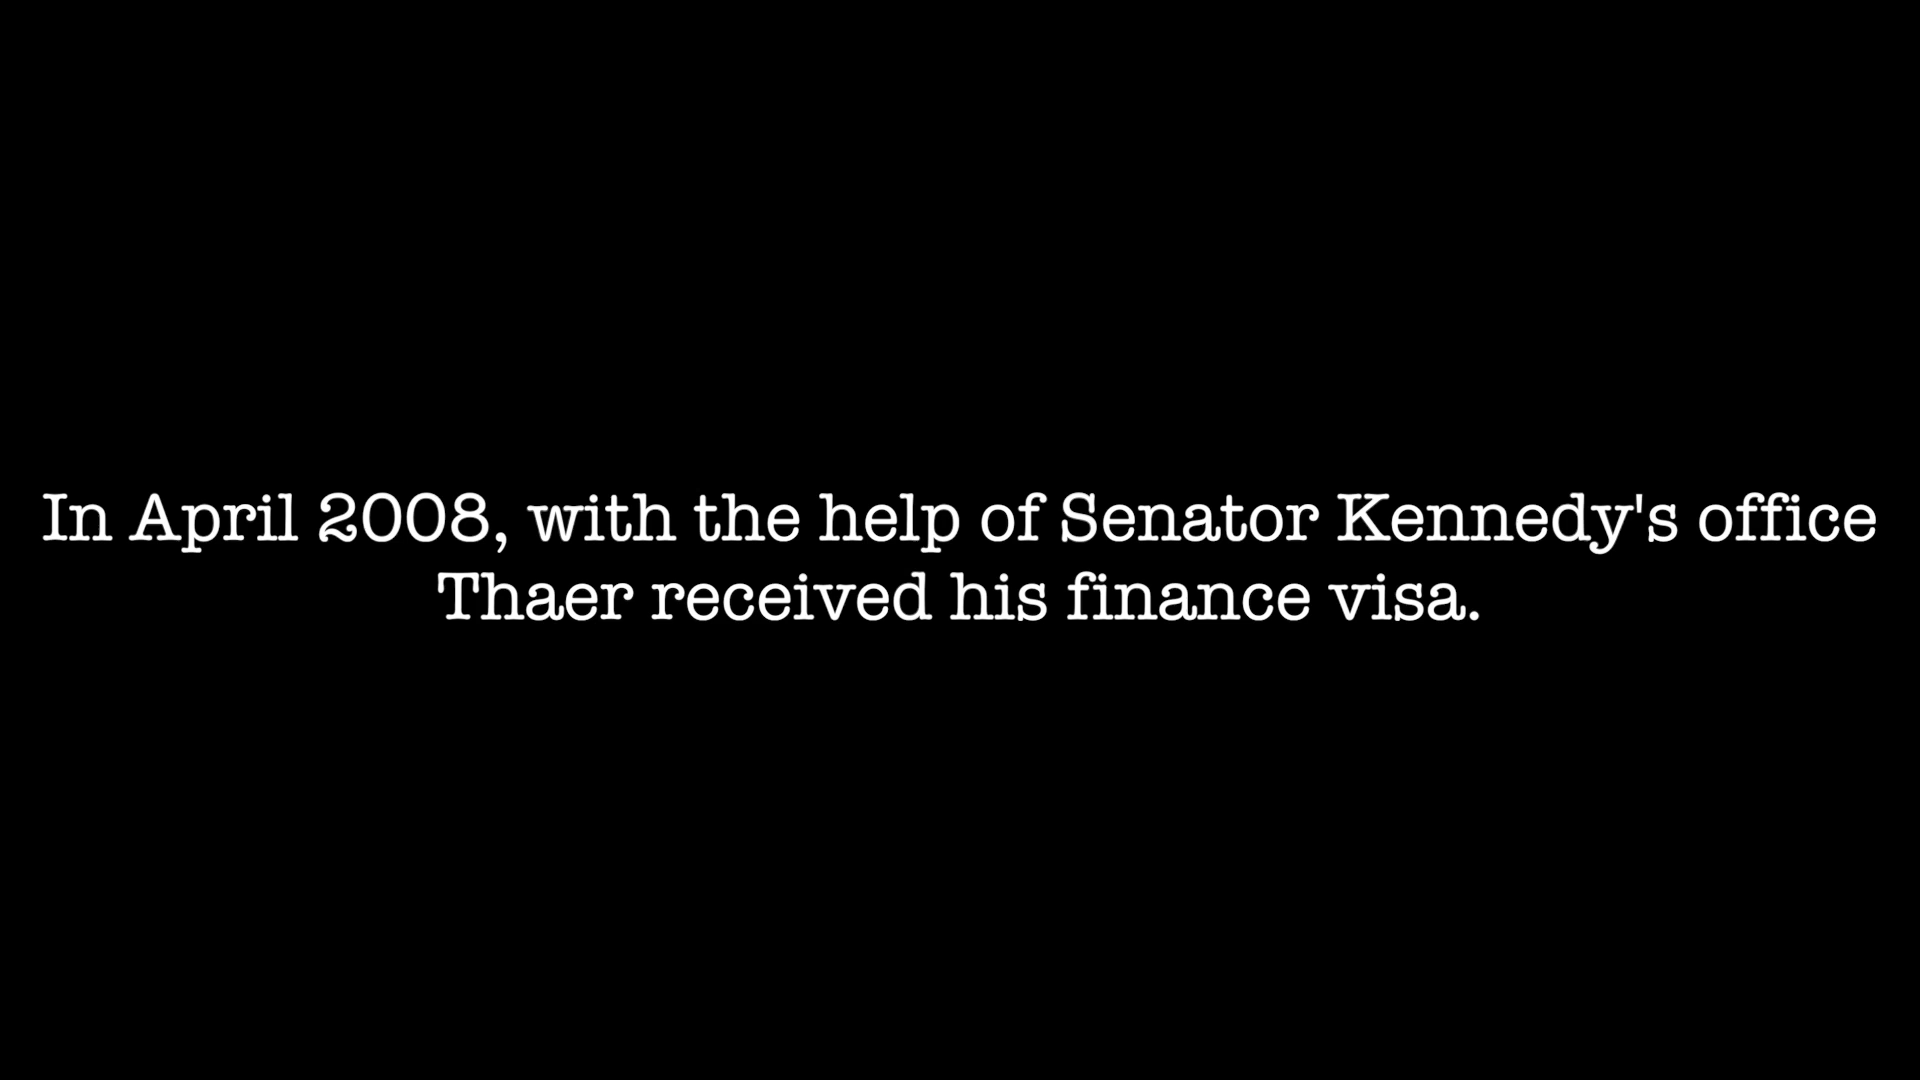 In April 2008, with the help of Senator Kennedy's office
Thaer received his finance visa.